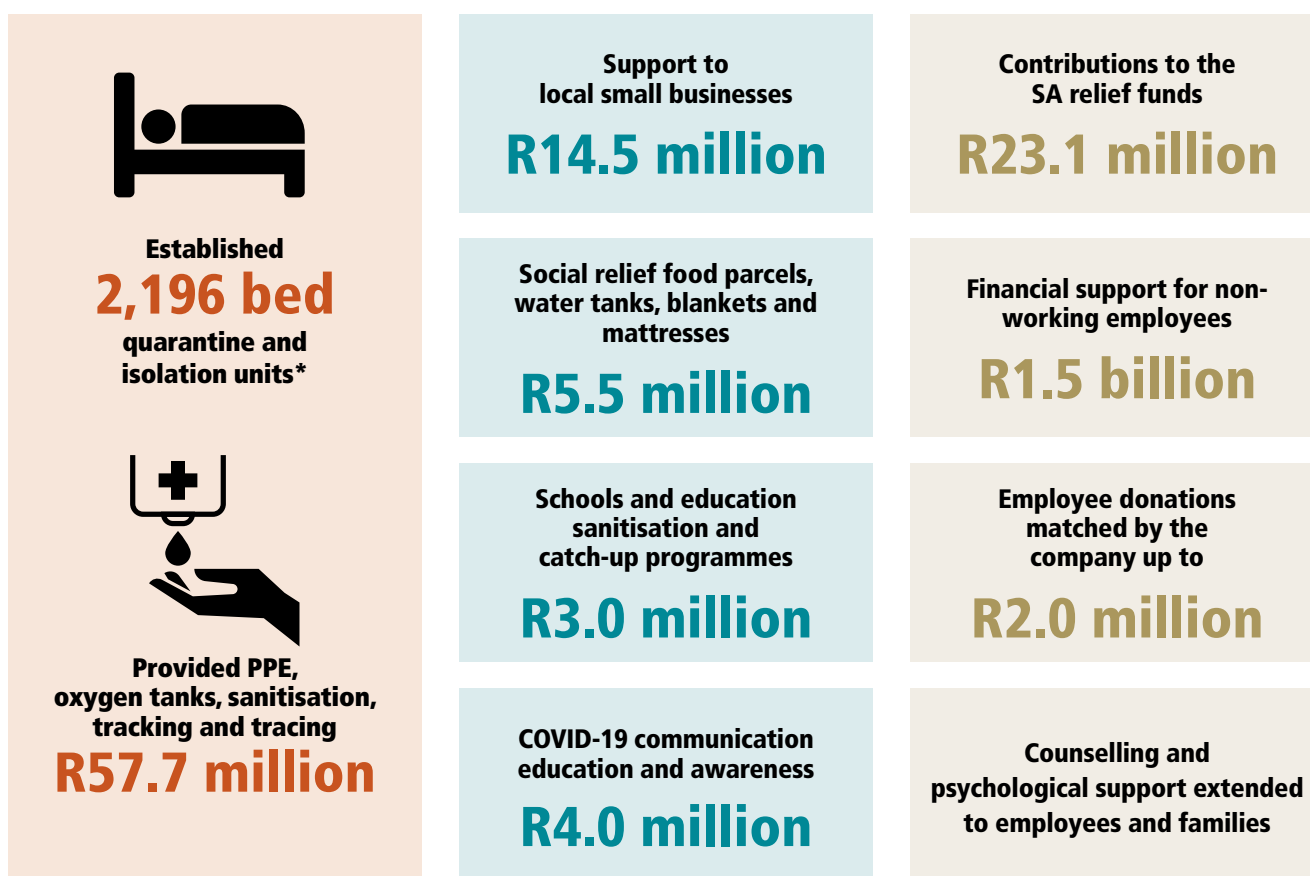 Established
2,196 bed
quarantine and
isolation units*
Provided PPE,
oxygen tanks, sanitisation,
tracking and tracing
R57.7 million
Support to
local small businesses
R14.5 million
Social relief food parcels,
water tanks, blankets and
mattresses
R5.5 million
Schools and education
sanitisation and
catch-up programmes
R3.0 million
COVID-19 communication
education and awareness
R4.0 million
Contributions to the
SA relief funds
R23.1 million
Financial support for non-
working employees
R1.5 billion
Employee donations
matched by the
company up to
R2.0 million
Counselling and
psychological support extended
to employees and families